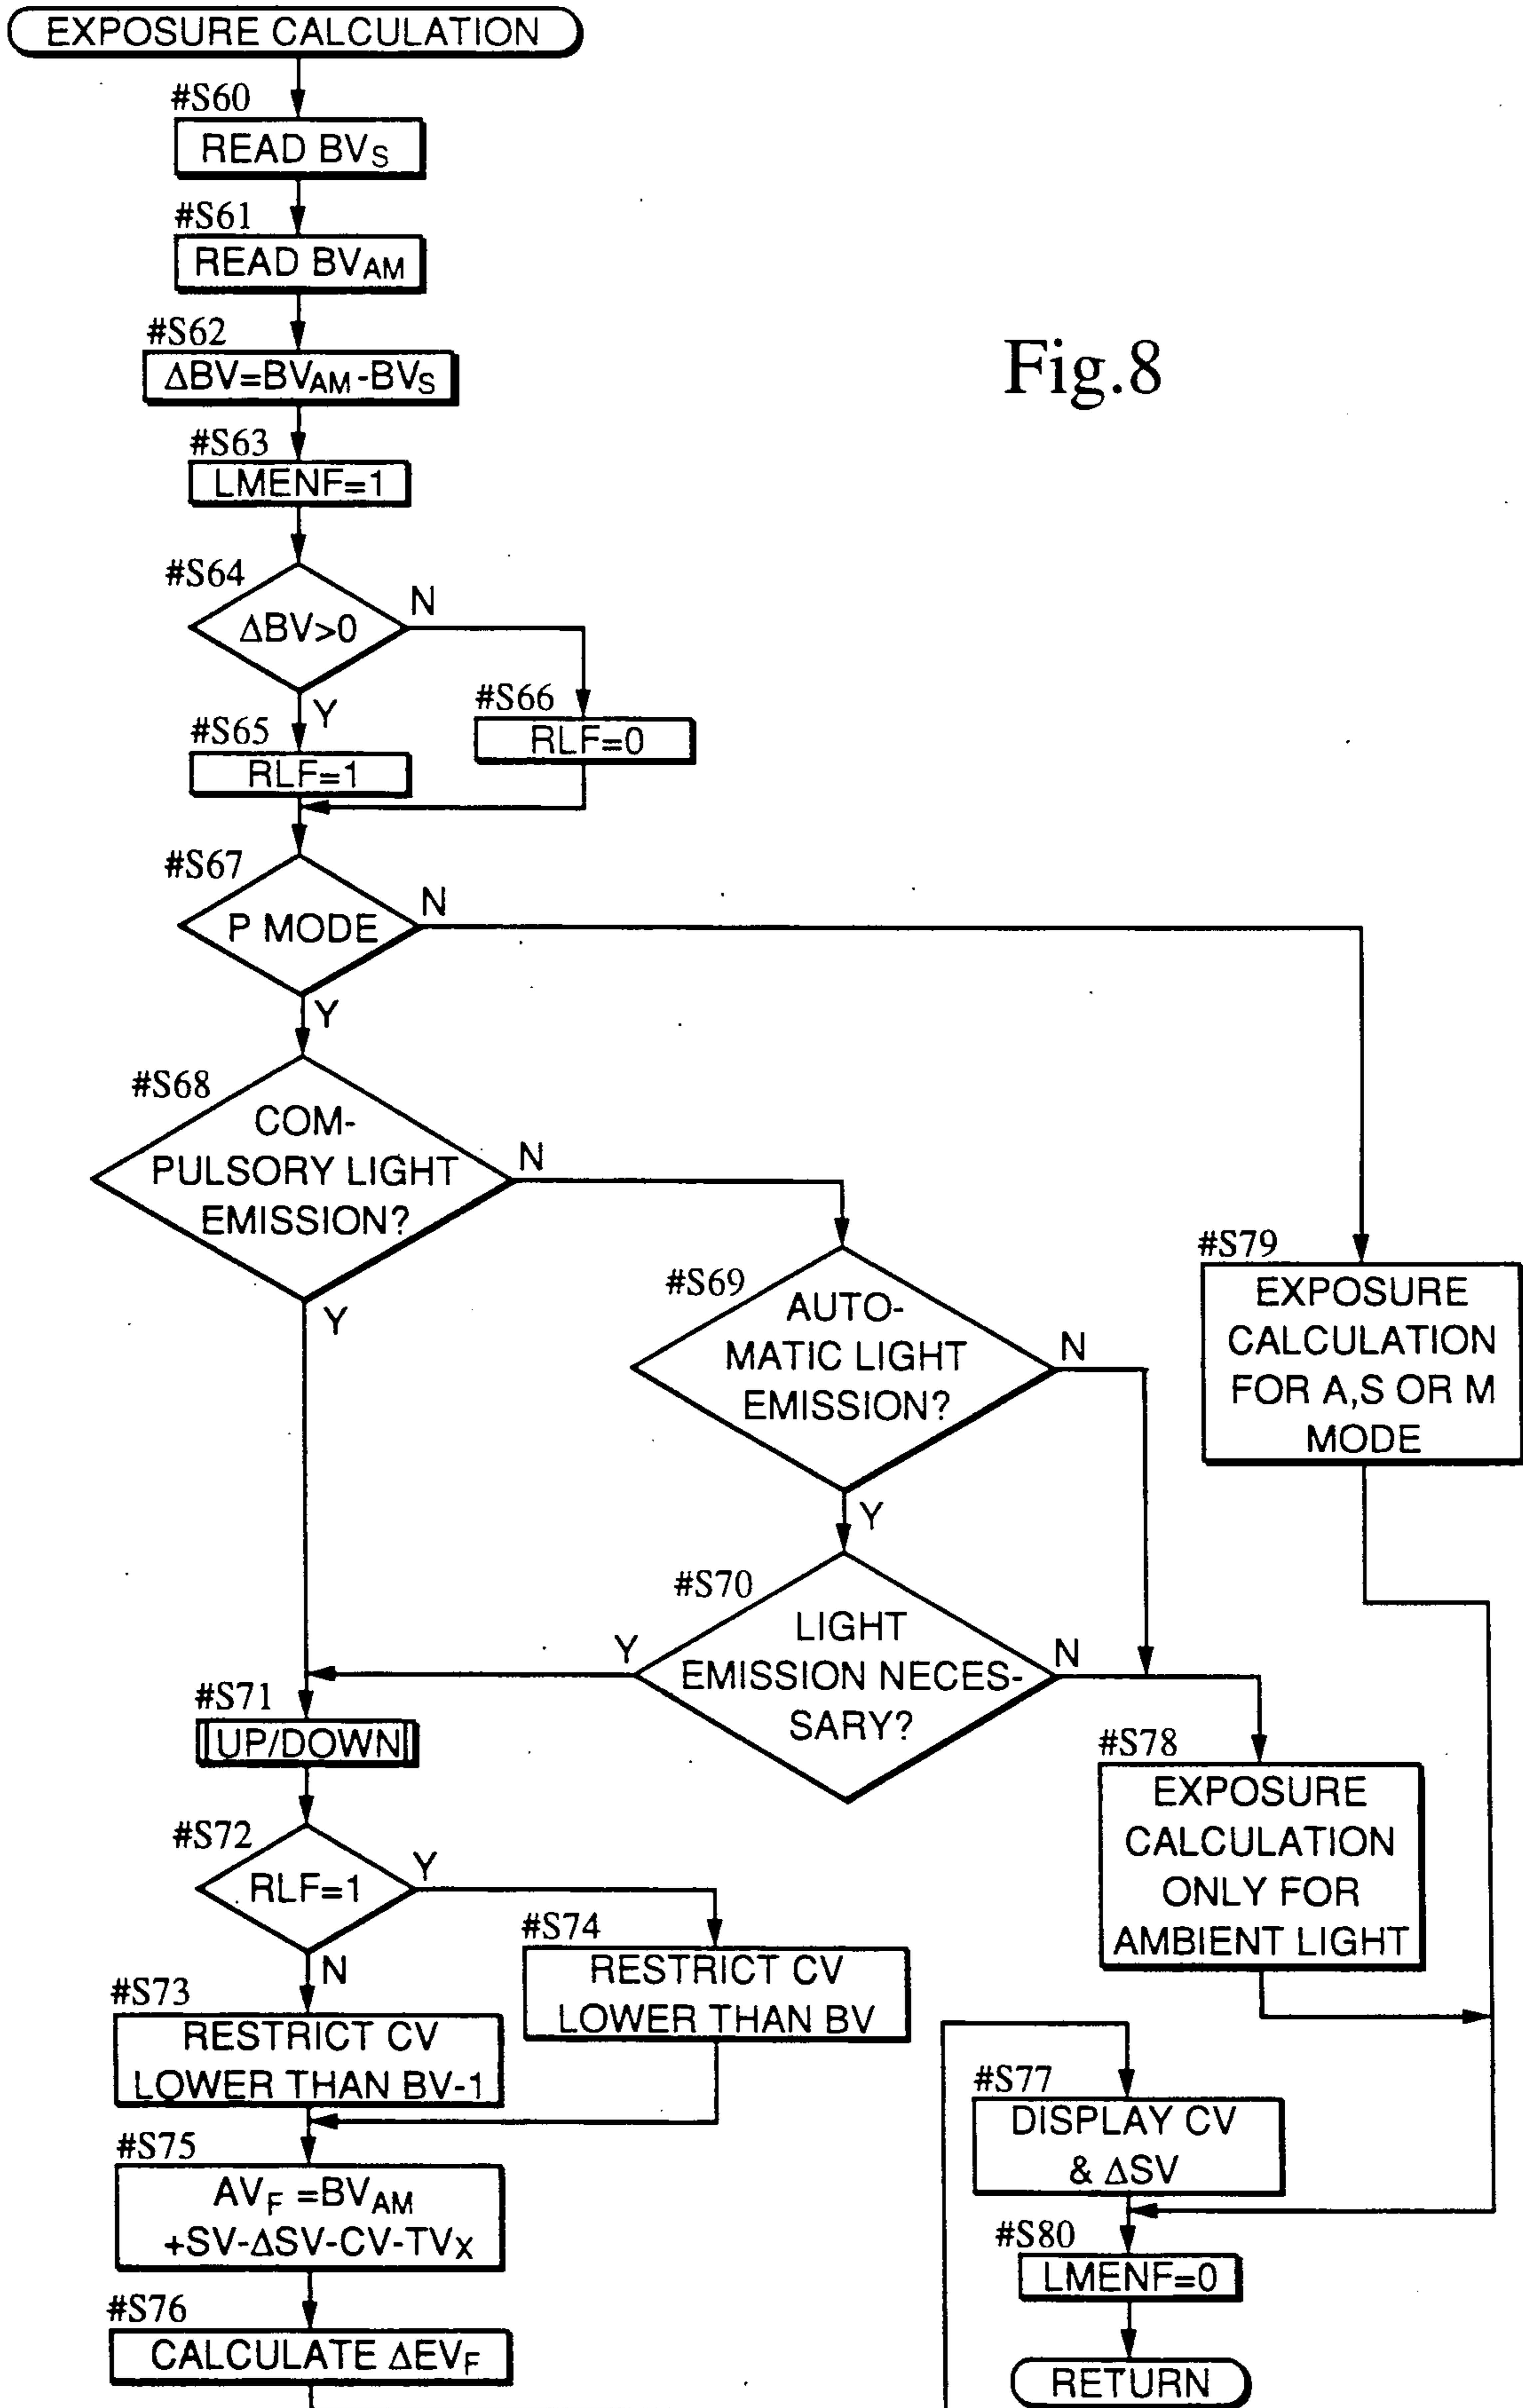 EXPOSURE CALCULATION
#S60
READ BVS
#S61
READ BVAM
#S62
ΔBV=BVAM-BVS
Fig.8
#S63
LMENF=1
#S64
ΔBV>0
N
Y
#S65
RLF=1
#S66
RLF=0
#S67
P MODE
N
Y
#S68
COM-
PULSORY LIGHT
EMISSION?
N
Y
#S69
AUTO-
MATIC LIGHT
EMISSION?
N
Y
#S79
EXPOSURE
CALCULATION
FOR A,S OR M
MODE
#S70
LIGHT
EMISSION NECES-
SARY?
Y
N
#S71
UP/DOWN
#S78
EXPOSURE
CALCULATION
ONLY FOR
AMBIENT LIGHT
#S72
RLF=1
Y
N
#S74
RESTRICT CV
LOWER THAN BV
#S73
RESTRICT CV
LOWER THAN BV-1
#S75
AVF =BVAM
+SV-ΔSV-CV-TVX
#S76
CALCULATE ΔEVF
#S77
DISPLAY CV
& ΔSV
#S80
LMENF=0
RETURN